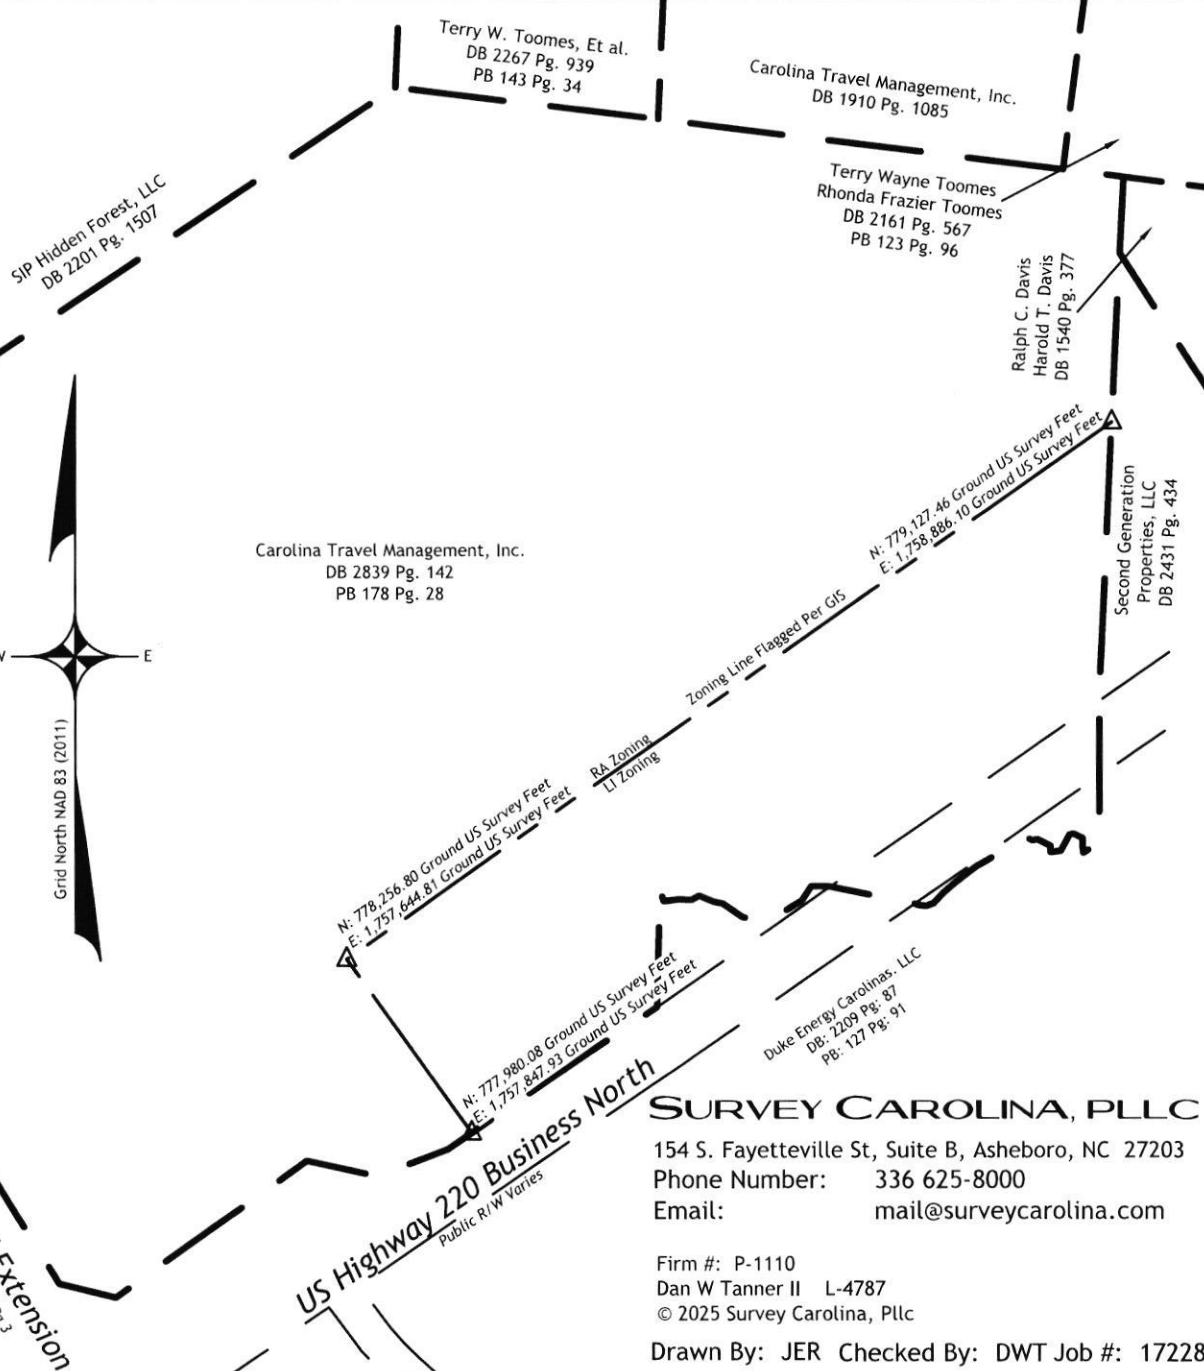 Terry W. Toomes, Et al.
DB 2267 Pg. 939
PB 143 Pg. 34
Carolina Travel Management, Inc.
DB 1910 Pg. 1085
Terry Wayne Toomes
Rhonda Frazier Toomes
DB 2161 Pg. 567
PB 123 Pg. 96
SIP Hidden Forest, LLC
DB 2201 Pg. 1507
Ralph C. Davis
Harold T. Davis
DB 1540 Pg. 377
N: 779,127.46 Ground US Survey Feet
E: 1,758,886.10 Ground US Survey Feet
Second Generation
Properties, LLC
DB 2431 Pg. 434
Carolina Travel Management, Inc.
DB 2839 Pg. 142
PB 178 Pg. 28
E
Grid North NAD 83 (2011)
Zoning Line Flagged Per GIS
RA Zoning
LI Zoning
N: 778,256.80 Ground US Survey Feet
E: 1,757,644.81 Ground US Survey Feet
N: 777,980.08 Ground US Survey Feet
E: 1,757,847.93 Ground US Survey Feet
Duke Energy Carolinas. LLC
DB: 2209 Pg: 87
PB: 127 Pg: 91
US Highway 220 Business North
Public R/W Varies
Extension
SURVEY CAROLINA, PLLC
154 S. Fayetteville St, Suite B, Asheboro, NC 27203
Phone Number: 336 625-8000
Email: mail@surveycarolina.com
Firm #: P-1110
Dan W Tanner II L-4787
© 2025 Survey Carolina, Pllc
Drawn By: JER Checked By: DWT Job #: 17228